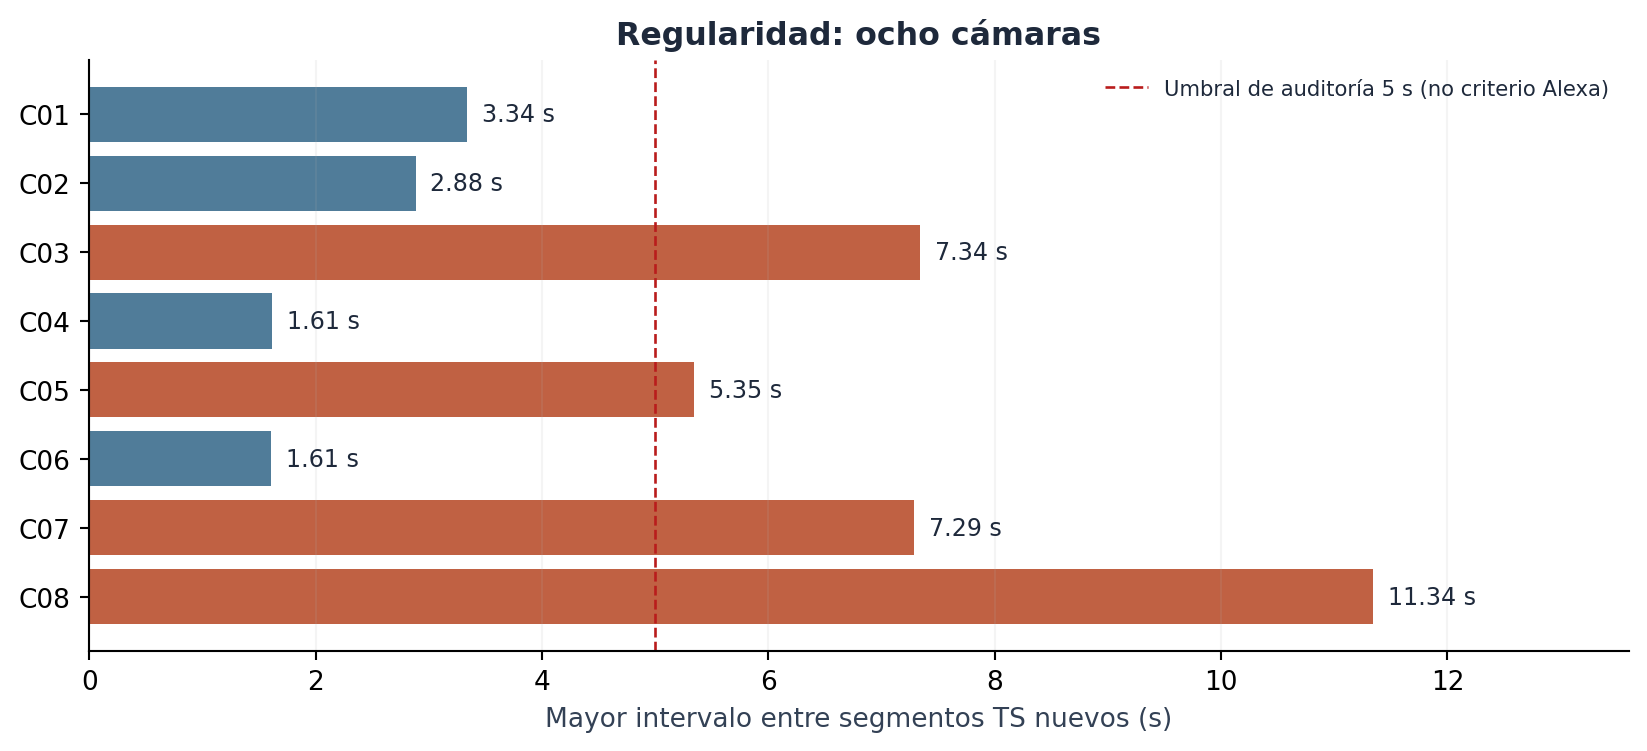 Regularidad: ocho cámaras
Umbral de auditoría 5 s (no criterio Alexa)
C01 3.34 s
C02 2.88 s
C03 7.34 s
C04 1.61 s
C05 5.35 s
C06 1.61 s
C07 7.29 s
C08 11.34 s
0 2 4 6 8 10 12
Mayor intervalo entre segmentos TS nuevos (s)